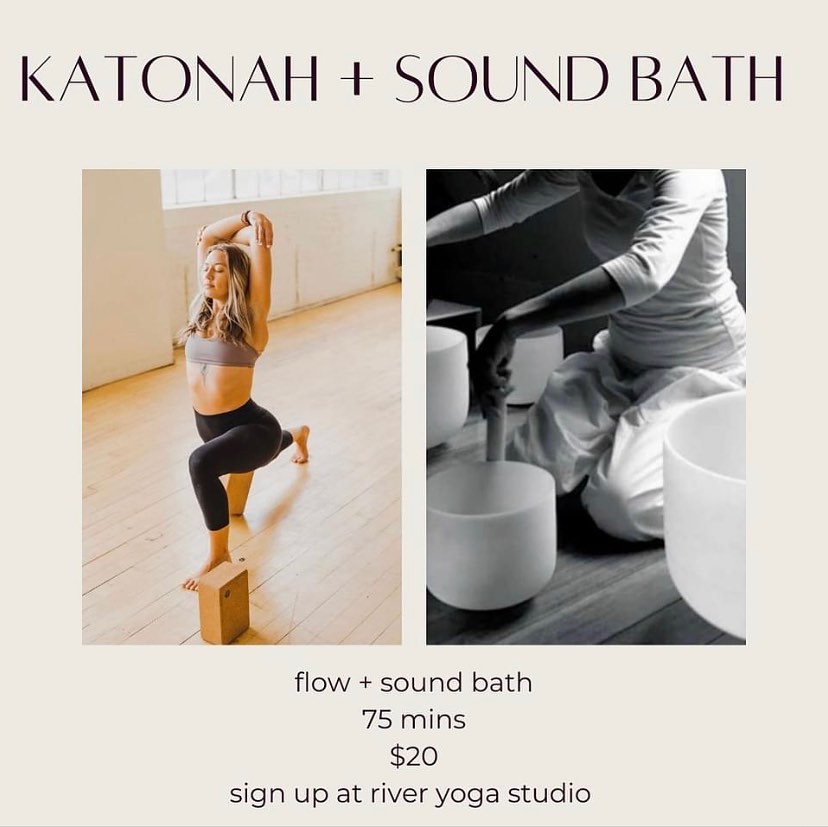 KATONAH + SOUND BATH
flow + sound bath
75 mins
$20
sign up at river yoga studio